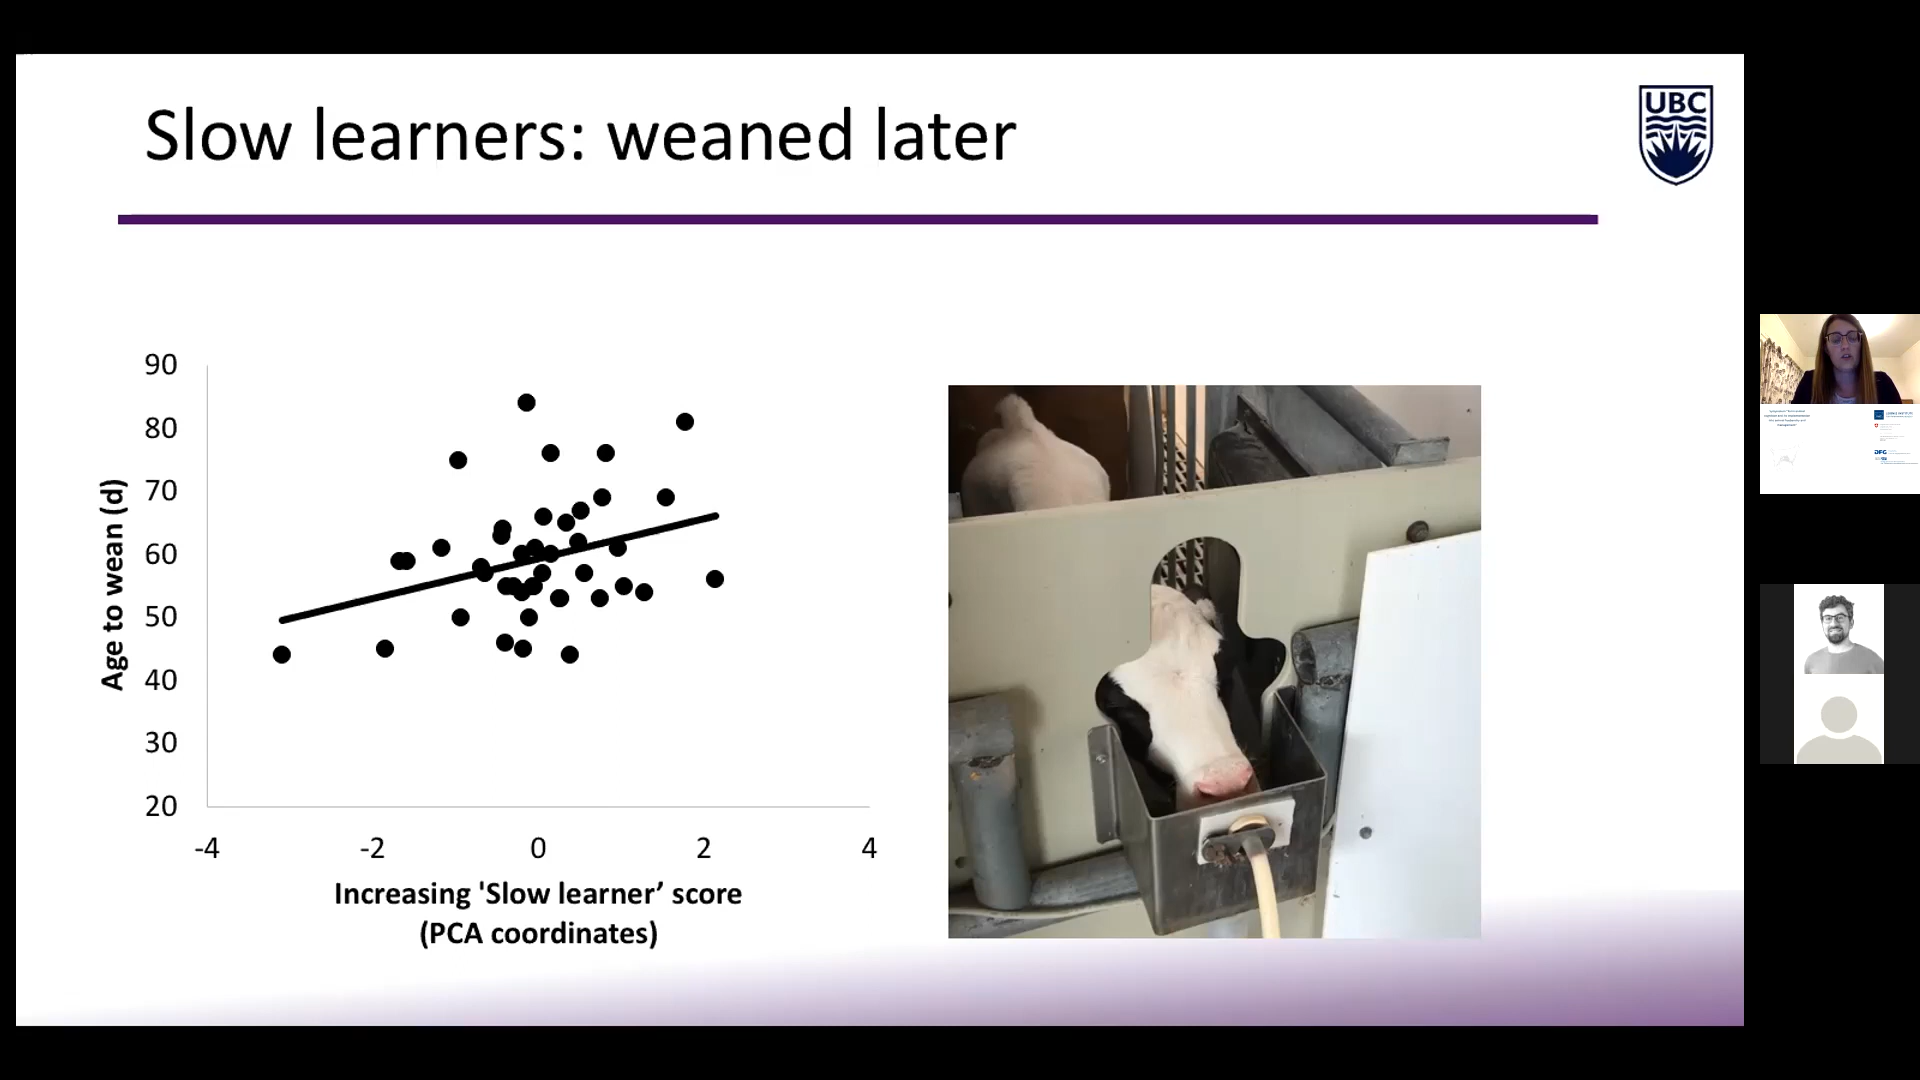 Slow learners: weaned later
UBC
90
80
70
60
50
40
30
20
Age to wean (d)
-4 -2 0 2 4
Increasing 'Slow learner’ score
(PCA coordinates)
DFG